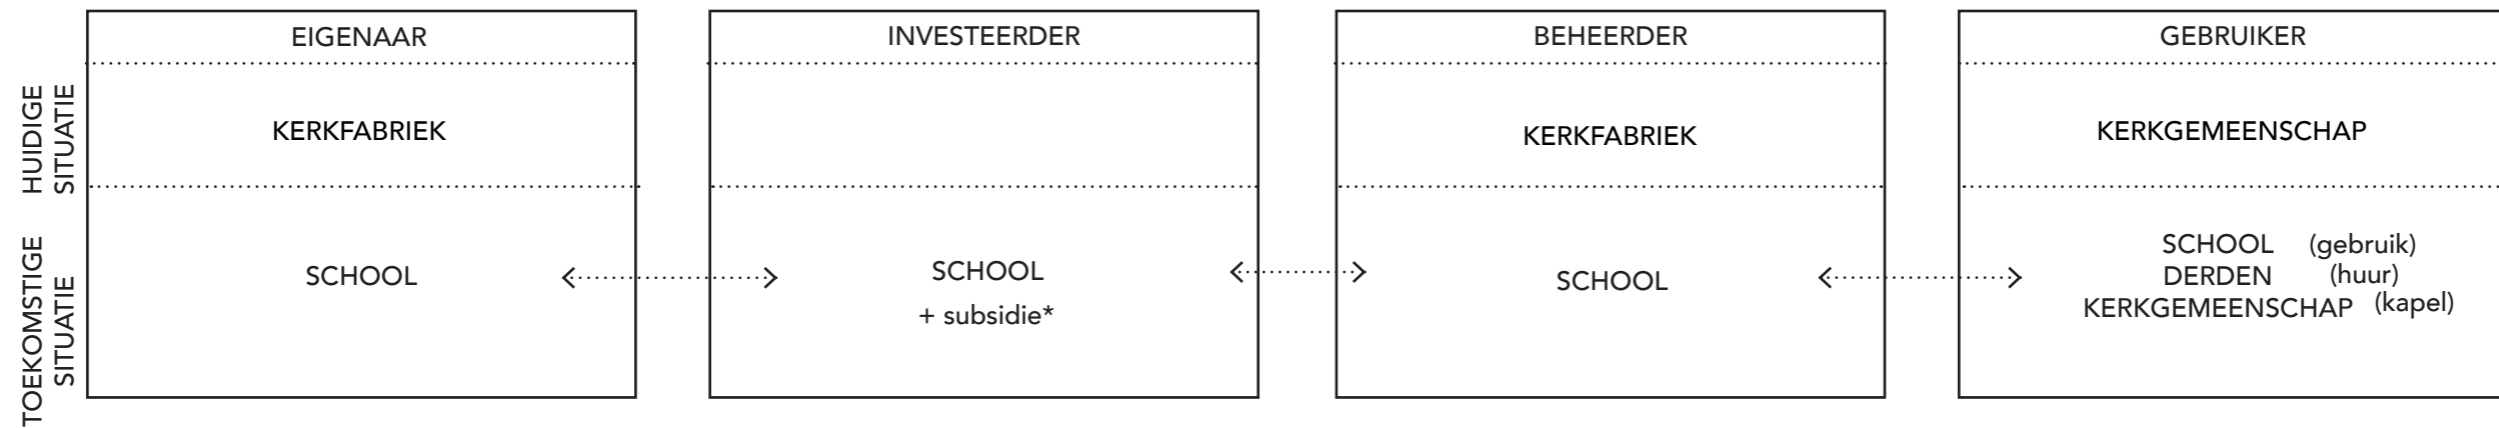 EIGENAAR
INVESTEERDER
BEHEERDER
GEBRUIKER
HUIDIGE
SITUATIE
KERKFABRIEK
KERKFABRIEK
KERKGEMEENSCHAP
TOEKOMSTIGE
SITUATIE
SCHOOL
SCHOOL
+ subsidie*
SCHOOL
SCHOOL (gebruik)
DERDEN (huur)
KERKGEMEENSCHAP (kapel)